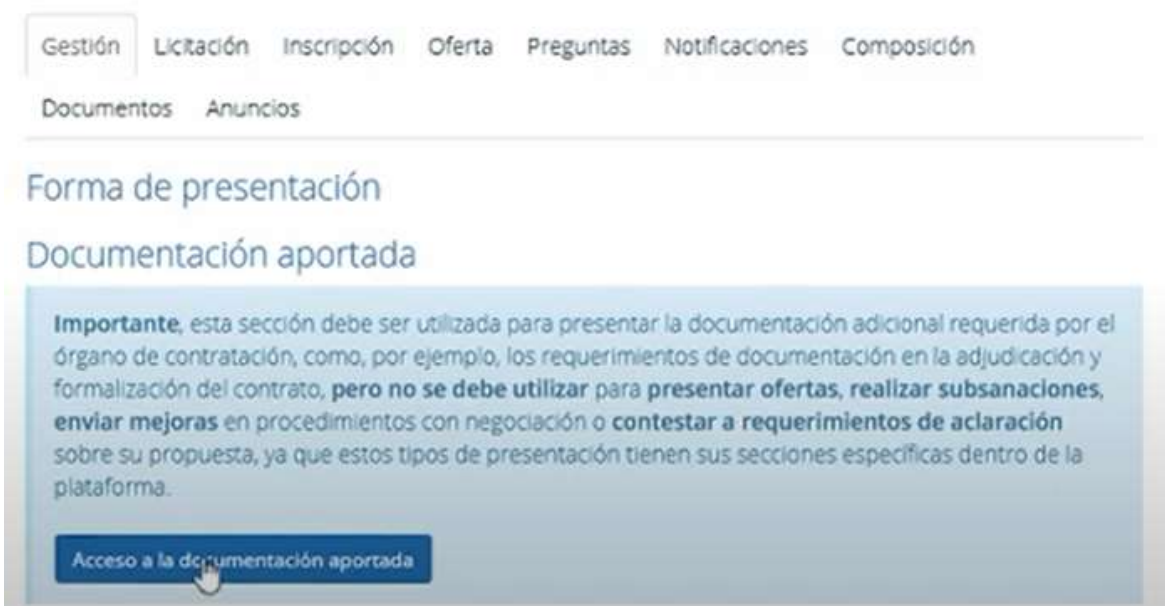 Gestión Licitación Inscripción Oferta Preguntas Notificaciones Composición
Documentos Anuncios
Forma de presentación
Documentación aportada
Importante, esta sección debe ser utilizada para presentar la documentación adicional requerida por el
órgano de contratación, como, por ejemplo, los requerimientos de documentación en la adjudicación y
formalización del contrato, pero no se debe utilizar para presentar ofertas, realizar subsanaciones,
enviar mejoras en procedimientos con negociación o contestar a requerimientos de aclaración
sobre su propuesta, ya que estos tipos de presentación tienen sus secciones específicas dentro de la
plataforma.
Acceso a la documentación aportada